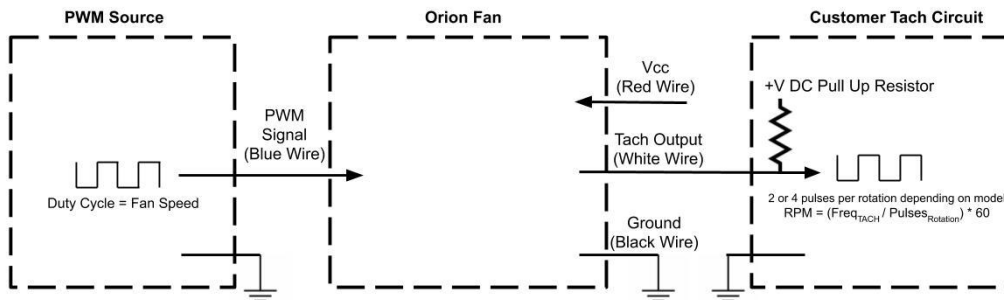 PWM Source
Orion Fan
Customer Tach Circuit
Vcc
(Red Wire)
+V DC Pull Up Resistor
PWM
Signal
(Blue Wire)
Tach Output
(White Wire)
Duty Cycle = Fan Speed
2 or 4 pulses per rotation depending on model
RPM = (Freq_TACH / Pulses_Rotation) * 60
Ground
(Black Wire)